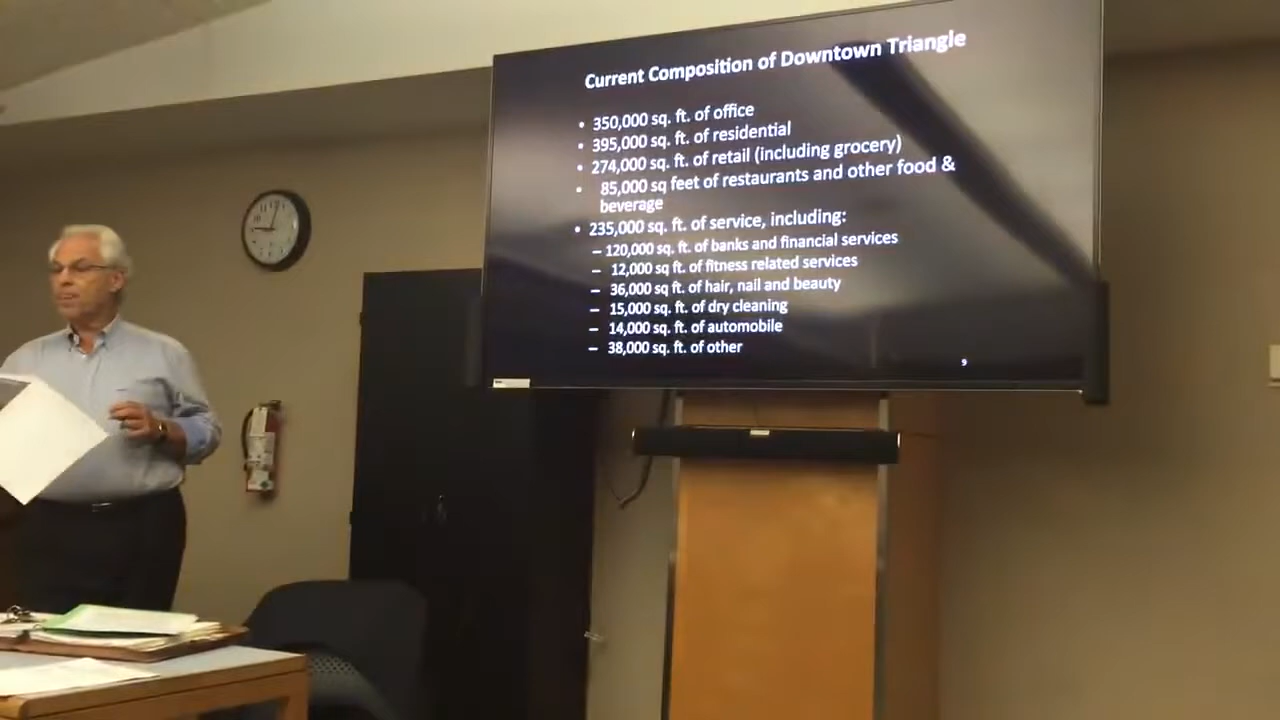 Current Composition of Downtown Triangle
• 350,000 sq. ft. of office
• 395,000 sq. ft. of residential
• 274,000 sq. ft. of retail (including grocery)
• 85,000 sq feet of restaurants and other food &
beverage
• 235,000 sq. ft. of service, including:
– 120,000 sq. ft. of banks and financial services
– 12,000 sq ft. of fitness related services
– 36,000 sq. ft. of hair, nail and beauty
– 15,000 sq. ft. of dry cleaning
– 14,000 sq. ft. of automobile
– 38,000 sq. ft. of other
9